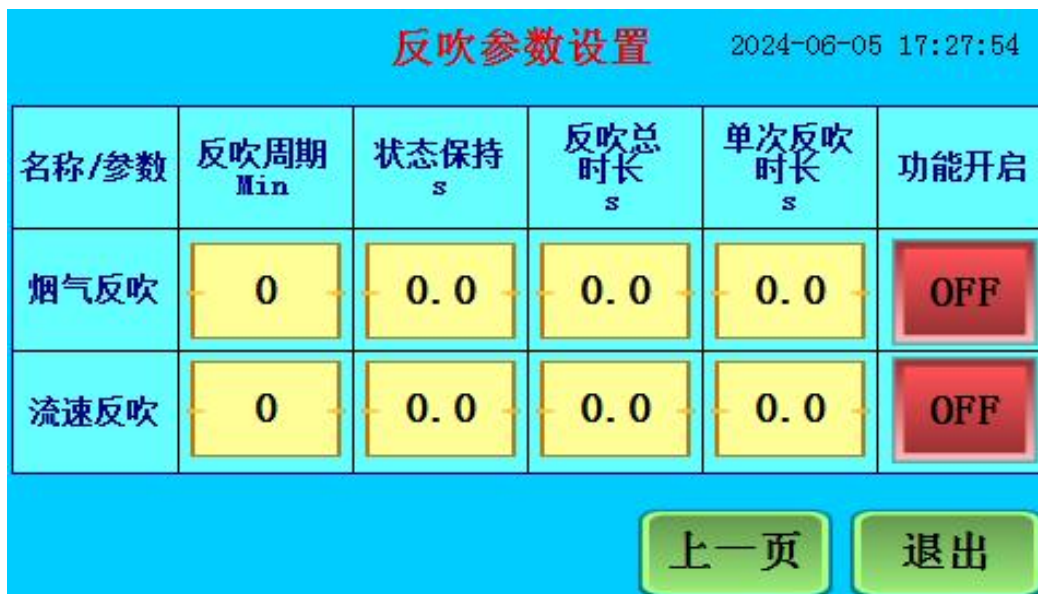 反吹参数设置 2024-06-05 17:27:54
名称/参数 反吹周期 Min 状态保持 s 反吹总时长 s 单次反吹时长 s 功能开启
烟气反吹 0 0.0 0.0 0.0 OFF
流速反吹 0 0.0 0.0 0.0 OFF
上一页 退出